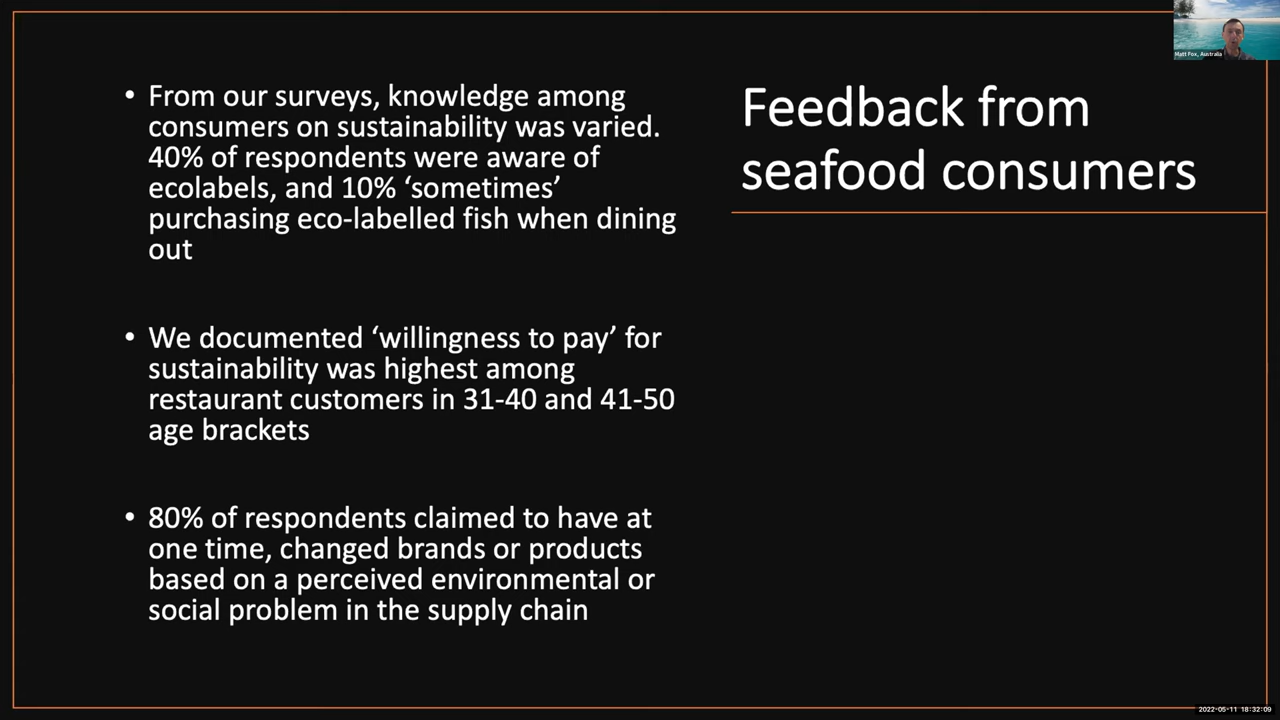 Feedback from
seafood consumers
• From our surveys, knowledge among
consumers on sustainability was varied.
40% of respondents were aware of
ecolabels, and 10% ‘sometimes’
purchasing eco-labelled fish when dining
out
• We documented ‘willingness to pay’ for
sustainability was highest among
restaurant customers in 31-40 and 41-50
age brackets
• 80% of respondents claimed to have at
one time, changed brands or products
based on a perceived environmental or
social problem in the supply chain
Matt Fox, Australia
2022-05-11 18:32:09